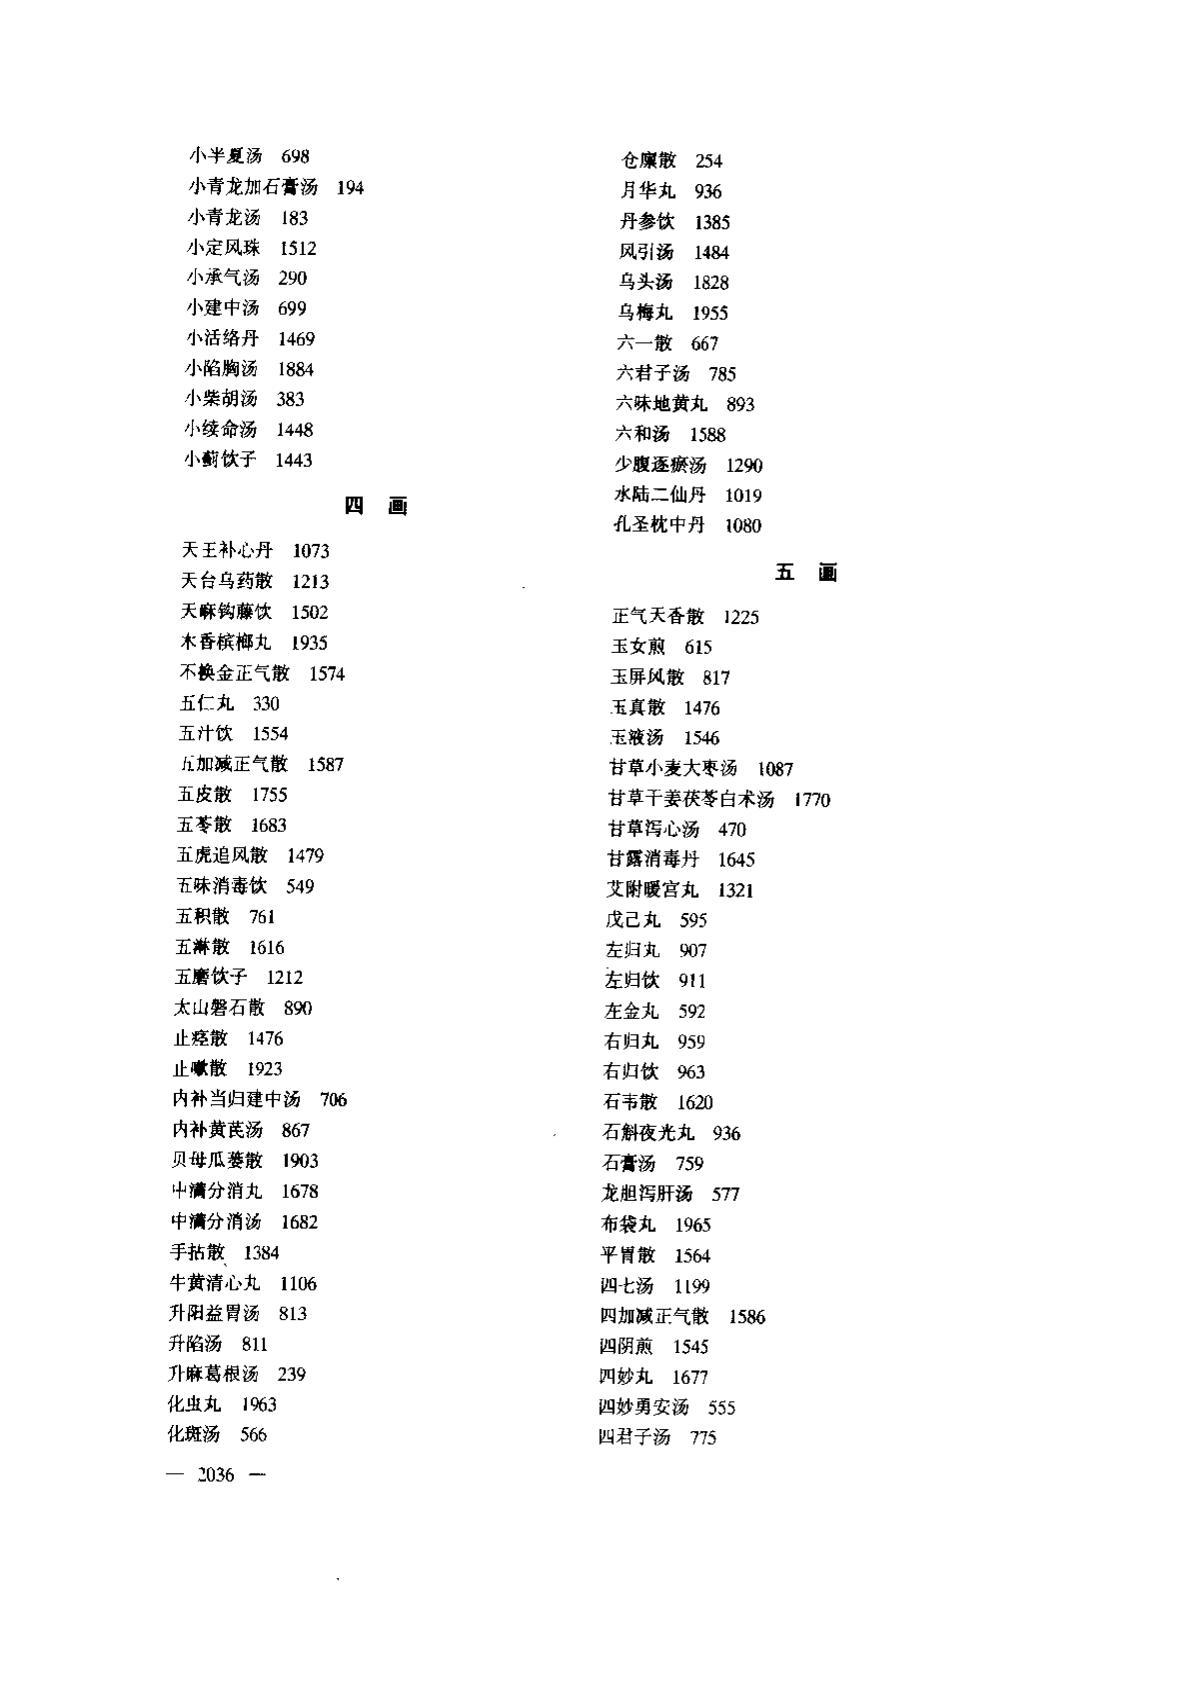 小半夏汤 698
小青龙加石膏汤 194
小青龙汤 183
小定风珠 1512
小承气汤 290
小建中汤 699
小活络丹 1469
小陷胸汤 1884
小柴胡汤 383
小续命汤 1448
小蓟饮子 1443
四 画
天王补心丹 1073
天台乌药散 1213
天麻钩藤饮 1502
木香槟榔丸 1935
不换金正气散 1574
五仁丸 330
五汁饮 1554
五加减正气散 1587
五皮散 1755
五苓散 1683
五虎追风散 1479
五味消毒饮 549
五积散 761
五淋散 1616
五磨饮子 1212
太山磐石散 890
止痉散 1476
止嗽散 1923
内补当归建中汤 706
内补黄芪汤 867
贝母瓜蒌散 1903
中满分消丸 1678
中满分消汤 1682
手拈散 1384
牛黄清心丸 1106
升阳益胃汤 813
升陷汤 811
升麻葛根汤 239
化虫丸 1963
化斑汤 566
— 2036 —
仓廪散 254
月华丸 936
丹参饮 1385
风引汤 1484
乌头汤 1828
乌梅丸 1955
六一散 667
六君子汤 785
六味地黄丸 893
六和汤 1588
少腹逐瘀汤 1290
水陆二仙丹 1019
孔圣枕中丹 1080
五 画
正气天香散 1225
玉女煎 615
玉屏风散 817
玉真散 1476
玉液汤 1546
甘草小麦大枣汤 1087
甘草干姜茯苓白术汤 1770
甘草泻心汤 470
甘露消毒丹 1645
艾附暖宫丸 1321
戊己丸 595
左归丸 907
左归饮 911
左金丸 592
右归丸 959
右归饮 963
石韦散 1620
石斛夜光丸 936
石膏汤 759
龙胆泻肝汤 577
布袋丸 1965
平胃散 1564
四七汤 1199
四加减正气散 1586
四阴煎 1545
四妙丸 1677
四妙勇安汤 555
四君子汤 775